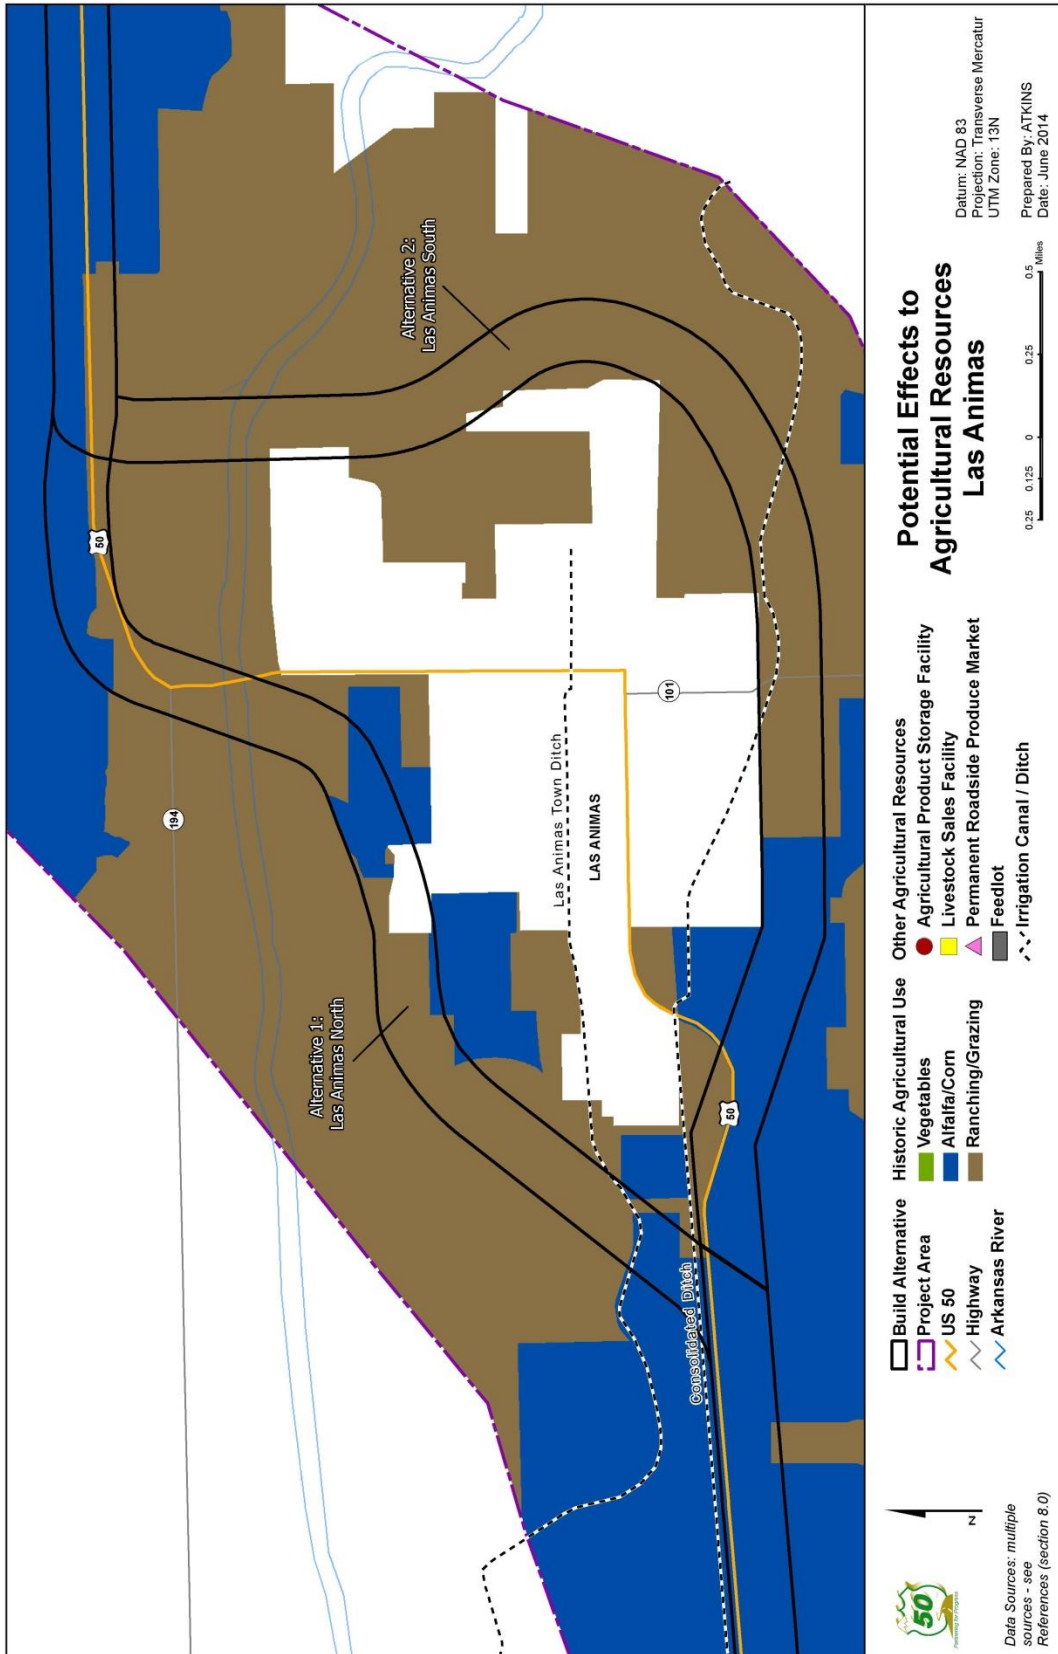 Alternative 1:
Las Animas North
Alternative 2:
Las Animas South
194
50
Las Animas Town Ditch
LAS ANIMAS
101
50
Consolidated Ditch
50
Partnering for Progress
Data Sources: multiple
sources - see
References (section 8.0)
N
Build Alternative
Project Area
US 50
Highway
Arkansas River
Historic Agricultural Use
Vegetables
Alfalfa/Corn
Ranching/Grazing
Other Agricultural Resources
Agricultural Product Storage Facility
Livestock Sales Facility
Permanent Roadside Produce Market
Feedlot
Irrigation Canal / Ditch
Potential Effects to
Agricultural Resources
Las Animas
0.25 0.125 0 0.25 0.5
Miles
Datum: NAD 83
Projection: Transverse Mercatur
UTM Zone: 13N
Prepared By: ATKINS
Date: June 2014